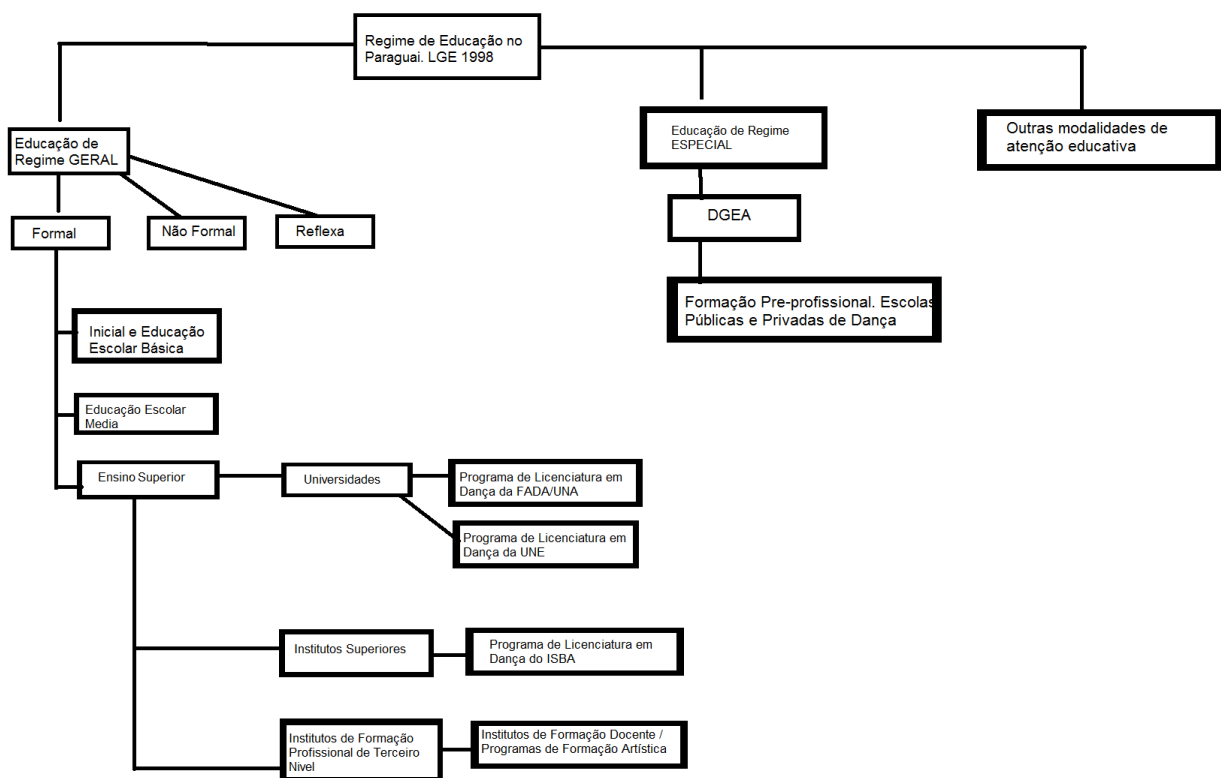 Regime de Educação no
Paraguai. LGE 1998
Educação de
Regime GERAL
Educação de Regime
ESPECIAL
Outras modalidades de
atenção educativa
Formal
Não Formal
Reflexa
DGEA
Formação Pre-profissional. Escolas
Públicas e Privadas de Dança
Inicial e Educação
Escolar Básica
Educação Escolar
Media
Ensino Superior
Universidades
Programa de Licenciatura em
Dança da FADA/UNA
Programa de Licenciatura em
Dança da UNE
Institutos Superiores
Programa de Licenciatura em
Dança do ISBA
Institutos de Formação
Profissional de Terceiro
Nivel
Institutos de Formação Docente /
Programas de Formação Artística